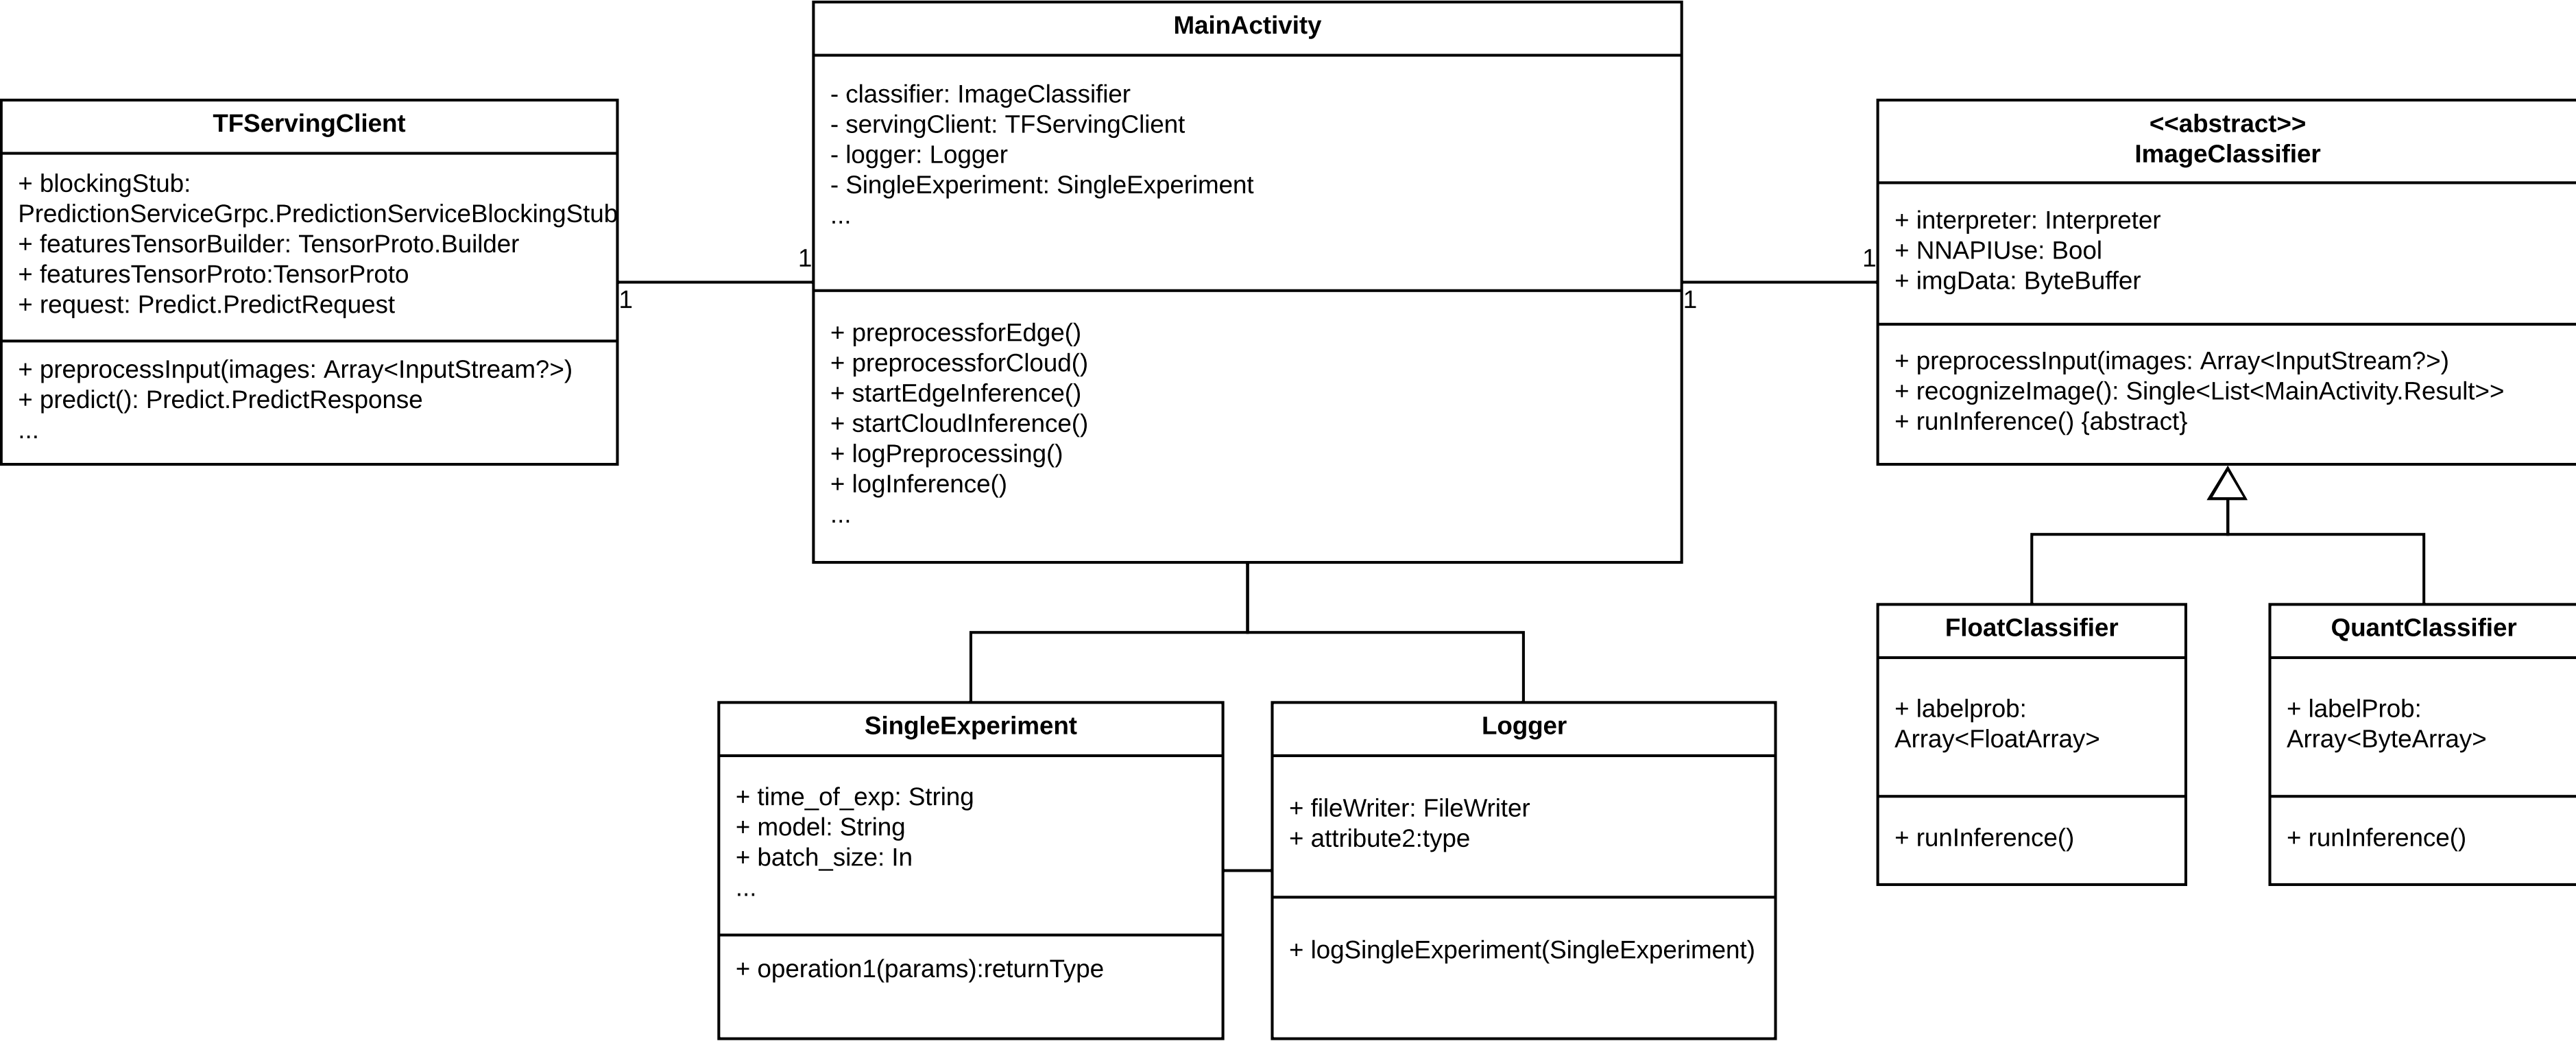 MainActivity
- classifier: ImageClassifier
- servingClient: TFServingClient
- logger: Logger
- SingleExperiment: SingleExperiment
...
+ preprocessforEdge()
+ preprocessforCloud()
+ startEdgeInference()
+ startCloudInference()
+ logPreprocessing()
+ logInference()
...
TFServingClient
+ blockingStub:
PredictionServiceGrpc.PredictionServiceBlockingStub
+ featuresTensorBuilder: TensorProto.Builder
+ featuresTensorProto:TensorProto
+ request: Predict.PredictRequest
+ preprocessInput(images: Array<InputStream?>)
+ predict(): Predict.PredictResponse
...
1
1
1
1
<<abstract>>
ImageClassifier
+ interpreter: Interpreter
+ NNAPIUse: Bool
+ imgData: ByteBuffer
+ preprocessInput(images: Array<InputStream?>)
+ recognizeImage(): Single<List<MainActivity.Result>>
+ runInference() {abstract}
FloatClassifier
+ labelprob:
Array<FloatArray>
+ runInference()
QuantClassifier
+ labelProb:
Array<ByteArray>
+ runInference()
SingleExperiment
+ time_of_exp: String
+ model: String
+ batch_size: In
...
+ operation1(params):returnType
Logger
+ fileWriter: FileWriter
+ attribute2:type
+ logSingleExperiment(SingleExperiment)